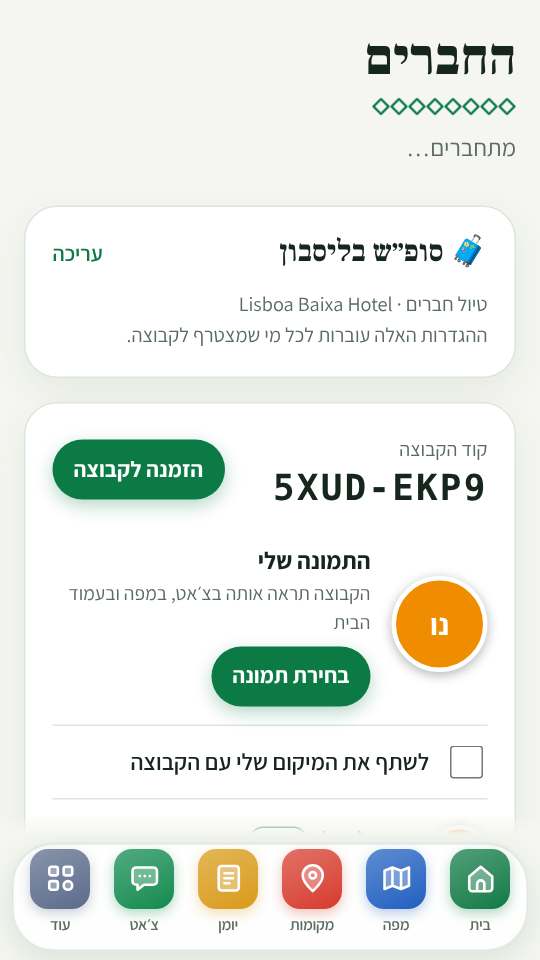 החברים
מתחברים...
סופ״ש בליסבון
עריכה
טיול חברים · Lisboa Baixa Hotel
ההגדרות האלה עוברות לכל מי שמצטרף לקבוצה.
קוד הקבוצה
5XUD-EKP9
הזמנה לקבוצה
התמונה שלי
הקבוצה תראה אותה בצ׳אט, במפה ובעמוד
הבית
נו
בחירת תמונה
לשתף את המיקום שלי עם הקבוצה
בית
מפה
מקומות
יומן
צ׳אט
עוד